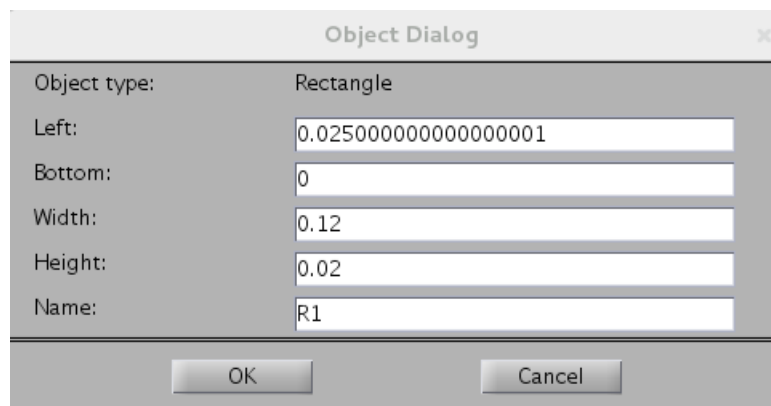 Object Dialog
Object type: Rectangle
Left: 0.025000000000000001
Bottom: 0
Width: 0.12
Height: 0.02
Name: R1
OK Cancel